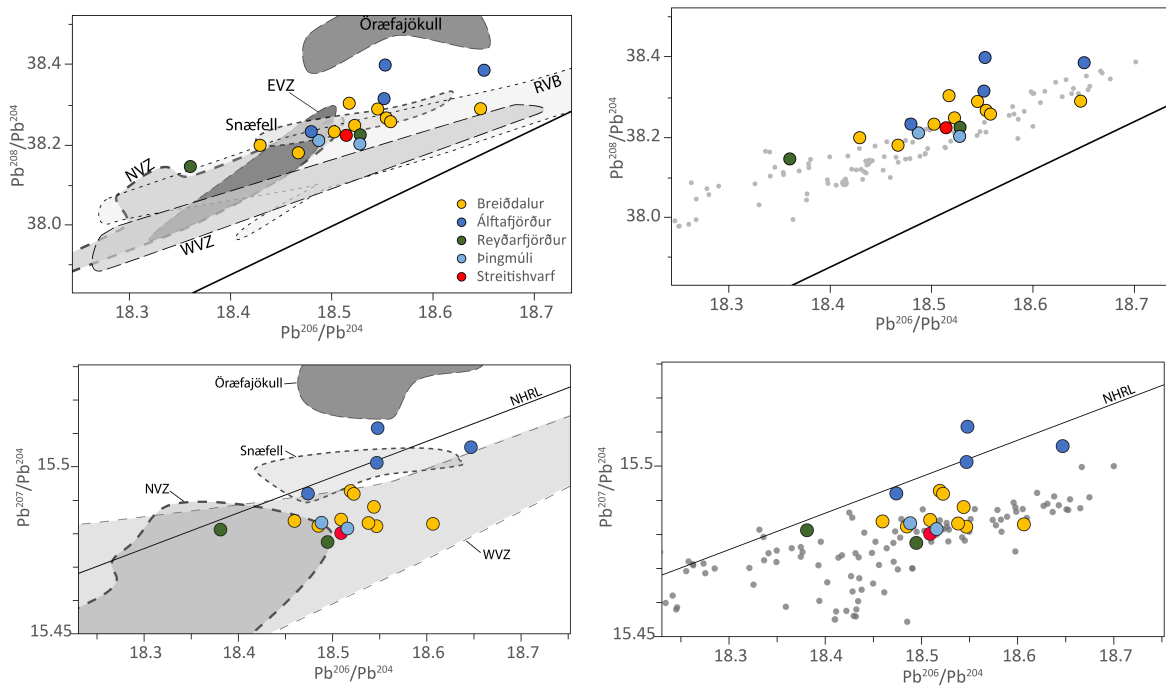 Öræfajökull
38.4
EVZ
RVB
Snæfell
38.2
NVZ
38.0
WVZ
Pb²⁰⁸/Pb²⁰⁴
Breiðdalur
Álftafjörður
Reyðarfjörður
Þingmúli
Streitishvarf
18.3
18.4
18.5
18.6
18.7
Pb²⁰⁶/Pb²⁰⁴
38.4
38.2
38.0
Pb²⁰⁸/Pb²⁰⁴
18.3
18.4
18.5
18.6
18.7
Pb²⁰⁶/Pb²⁰⁴
Öræfajökull
NHRL
Snæfell
15.5
NVZ
WVZ
15.45
Pb²⁰⁷/Pb²⁰⁴
18.3
18.4
18.5
18.6
18.7
Pb²⁰⁶/Pb²⁰⁴
NHRL
15.5
15.45
Pb²⁰⁷/Pb²⁰⁴
18.3
18.4
18.5
18.6
18.7
Pb²⁰⁶/Pb²⁰⁴